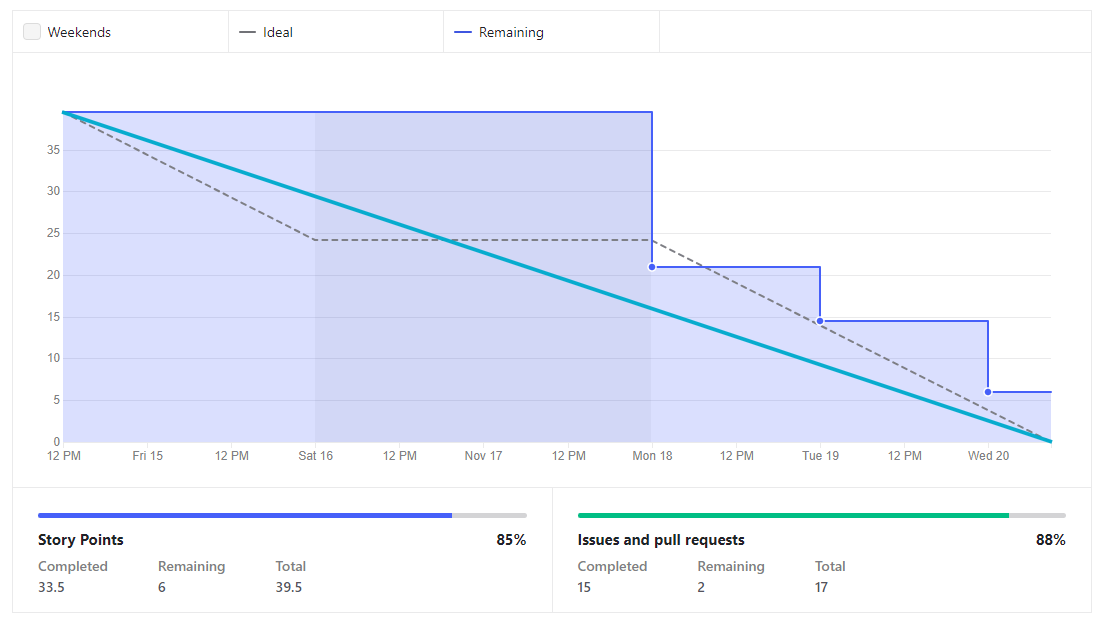 Weekends Ideal Remaining
35
30
25
20
15
10
5
0
12 PM Fri 15 12 PM Sat 16 12 PM Nov 17 12 PM Mon 18 12 PM Tue 19 12 PM Wed 20
Story Points 85%
Completed Remaining Total
33.5 6 39.5
Issues and pull requests 88%
Completed Remaining Total
15 2 17